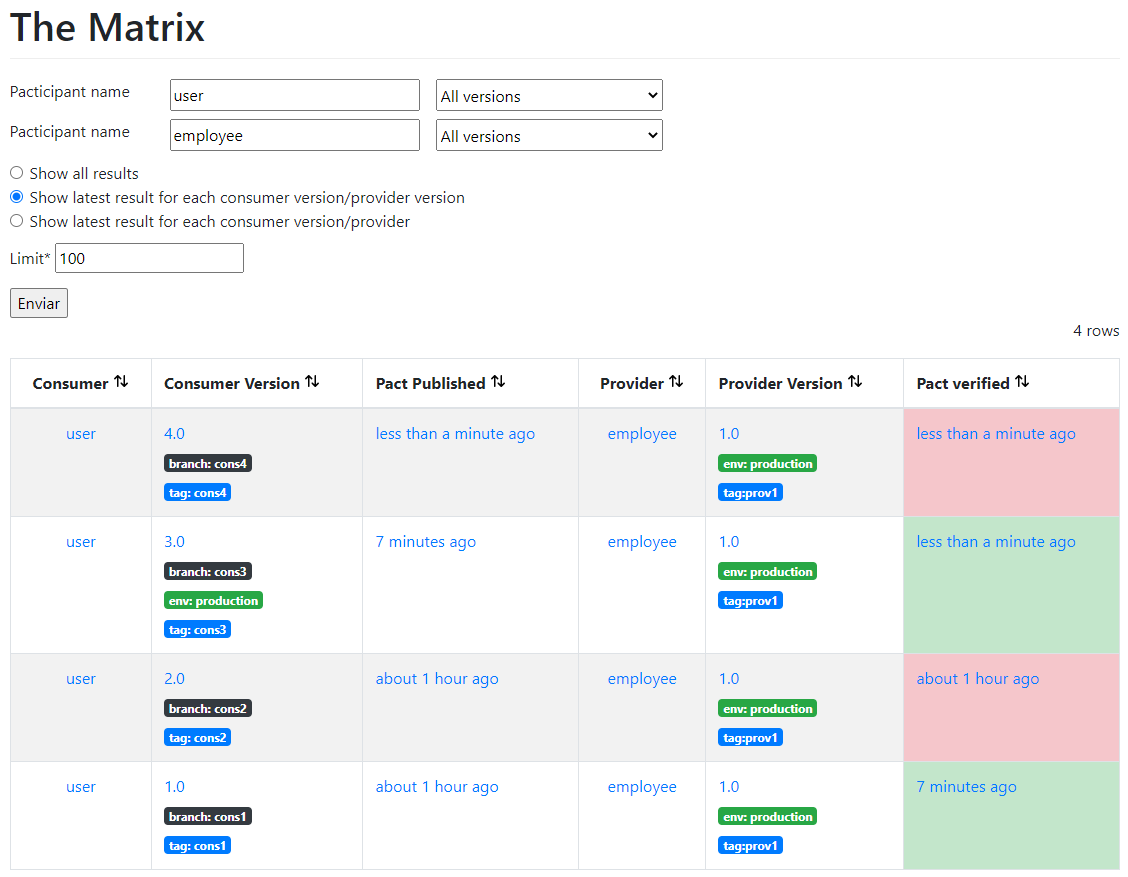 The Matrix
Pacticipant name user All versions
Pacticipant name employee All versions
Show all results
Show latest result for each consumer version/provider version
Show latest result for each consumer version/provider
Limit* 100
Enviar
4 rows
Consumer Consumer Version Pact Published Provider Provider Version Pact verified
user 4.0 less than a minute ago employee 1.0 less than a minute ago
branch: cons4 env: production
tag: cons4 tag:prov1
user 3.0 7 minutes ago employee 1.0 less than a minute ago
branch: cons3 env: production
env: production tag:prov1
tag: cons3
user 2.0 about 1 hour ago employee 1.0 about 1 hour ago
branch: cons2 env: production
tag: cons2 tag:prov1
user 1.0 about 1 hour ago employee 1.0 7 minutes ago
branch: cons1 env: production
tag: cons1 tag:prov1